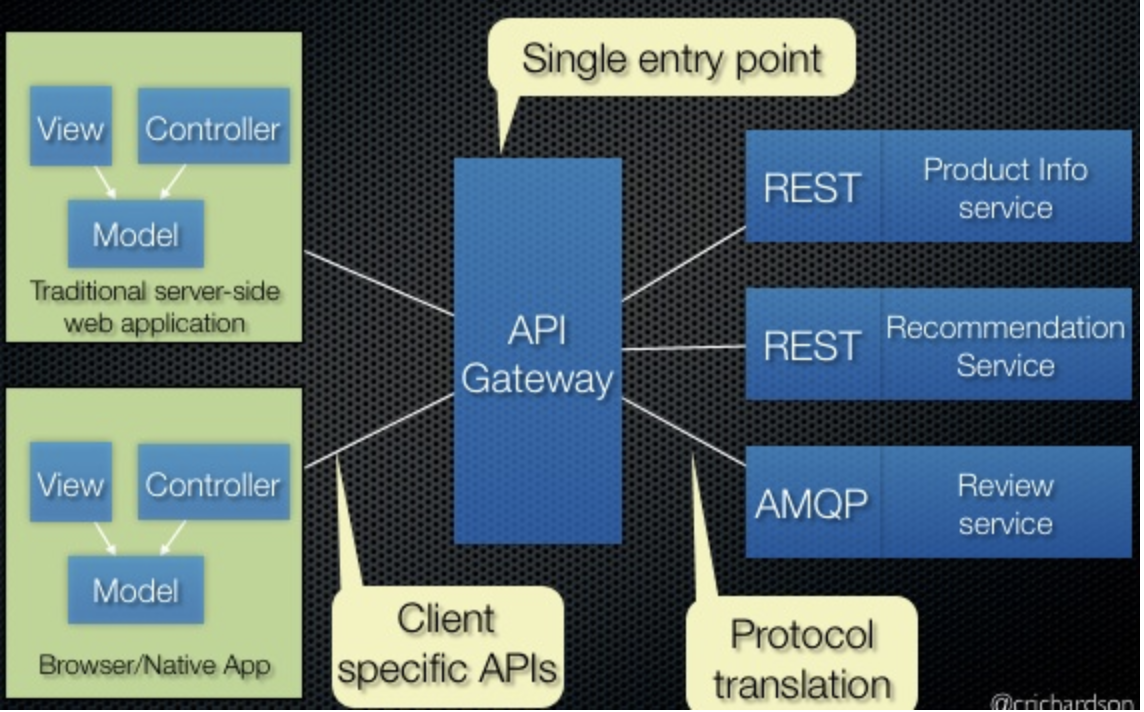 Single entry point
View
Controller
Model
Traditional server-side
web application
View
Controller
Model
Browser/Native App
API
Gateway
REST
Product Info
service
REST
Recommendation
Service
AMQP
Review
service
Client
specific APIs
Protocol
translation
@crichardson